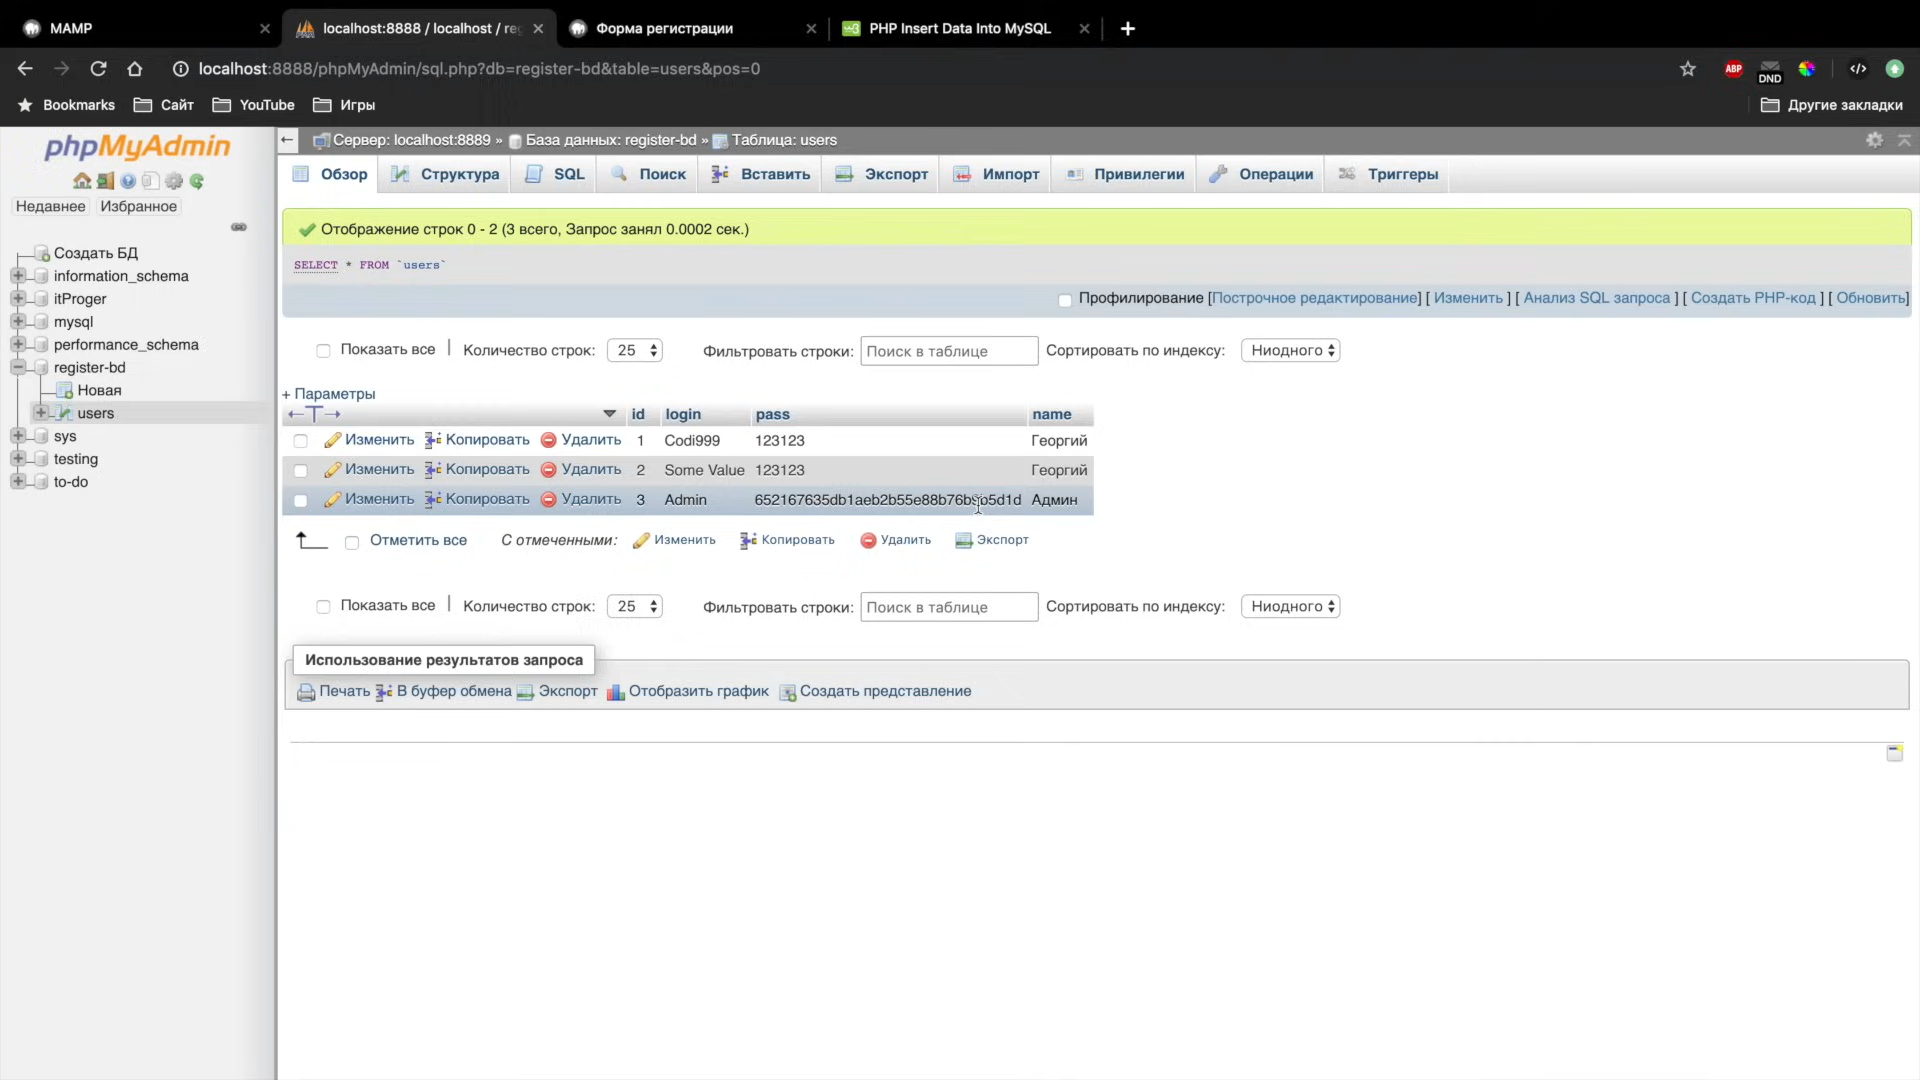 MAMP
localhost:8888 / localhost / reg
Форма регистрации
PHP Insert Data Into MySQL
localhost:8888/phpMyAdmin/sql.php?db=register-bd&table=users&pos=0
ABP
DND
Bookmarks
Сайт
YouTube
Игры
Другие закладки
phpMyAdmin
Недавнее Избранное
Создать БД
information_schema
itProger
mysql
performance_schema
register-bd
Новая
users
sys
testing
to-do
Сервер: localhost:8889 » База данных: register-bd » Таблица: users
Обзор Структура SQL Поиск Вставить Экспорт Импорт Привилегии Операции Триггеры
Отображение строк 0 - 2 (3 всего, Запрос занял 0.0002 сек.)
SELECT * FROM `users`
Профилирование [Построчное редактирование] [ Изменить ] [ Анализ SQL запроса ] [ Создать PHP-код ] [ Обновить]
Показать все | Количество строк: 25 Фильтровать строки: Поиск в таблице Сортировать по индексу: Ниодного
+ Параметры
←T→ id login pass name
Изменить Копировать Удалить 1 Codi999 123123 Георгий
Изменить Копировать Удалить 2 Some Value 123123 Георгий
Изменить Копировать Удалить 3 Admin Админ
Отметить все С отмеченными: Изменить Копировать Удалить Экспорт
Показать все | Количество строк: 25 Фильтровать строки: Поиск в таблице Сортировать по индексу: Ниодного
Использование результатов запроса
Печать В буфер обмена Экспорт Отобразить график Создать представление